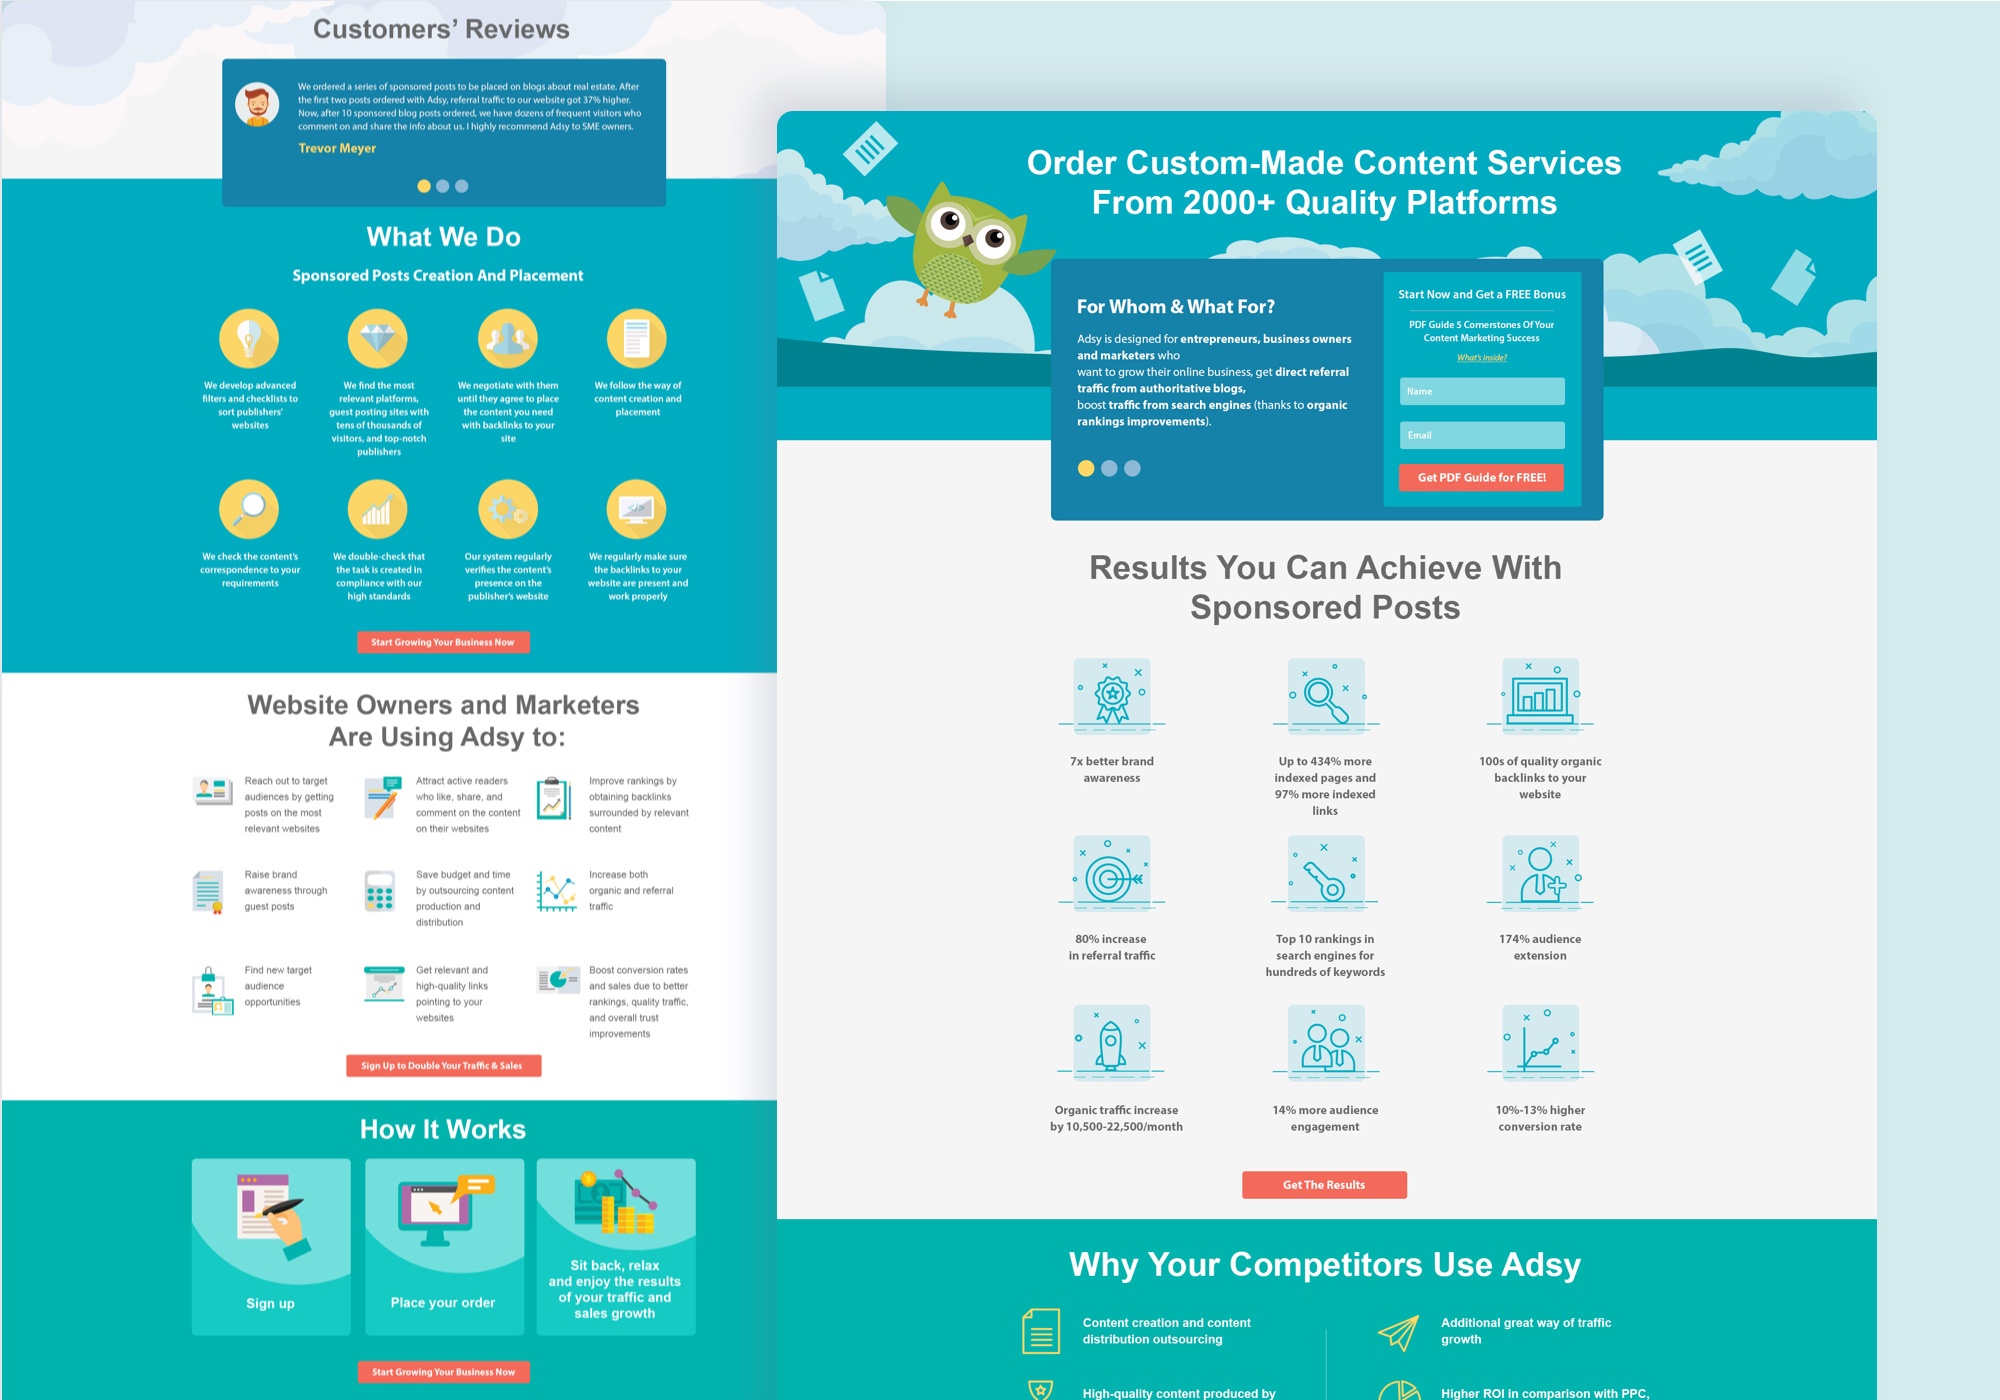 Customers’ Reviews
We ordered a series of sponsored posts to be placed on blogs about real estate. After
the first two posts ordered with Adsy, referral traffic to our website got 37% higher.
Now, after 10 sponsored blog posts ordered, we have dozens of frequent visitors who
comment on and share the info about us. I highly recommend Adsy to SME owners.
Trevor Meyer
What We Do
Sponsored Posts Creation And Placement
We develop advanced
filters and checklists to
sort publishers’
websites
We find the most
relevant platforms,
guest posting sites with
tens of thousands of
visitors, and top-notch
publishers
We negotiate with them
until they agree to place
the content you need
with backlinks to your
site
We follow the way of
content creation and
placement
We check the content’s
correspondence to your
requirements
We double-check that
the task is created in
compliance with our
high standards
Our system regularly
verifies the content’s
presence on the
publisher’s website
We regularly make sure
the backlinks to your
website are present and
work properly
Start Growing Your Business Now
Website Owners and Marketers
Are Using Adsy to:
Reach out to target
audiences by getting
posts on the most
relevant websites
Attract active readers
who like, share, and
comment on the content
on their websites
Improve rankings by
obtaining backlinks
surrounded by relevant
content
Raise brand
awareness through
guest posts
Save budget and time
by outsourcing content
production and
distribution
Increase both
organic and referral
traffic
Find new target
audience
opportunities
Get relevant and
high-quality links
pointing to your
websites
Boost conversion rates
and sales due to better
rankings, quality traffic,
and overall trust
improvements
Sign Up to Double Your Traffic & Sales
How It Works
Sign up
Place your order
Sit back, relax
and enjoy the results
of your traffic and
sales growth
Start Growing Your Business Now
Order Custom-Made Content Services
From 2000+ Quality Platforms
For Whom & What For?
Adsy is designed for entrepreneurs, business owners
and marketers who
want to grow their online business, get direct referral
traffic from authoritative blogs,
boost traffic from search engines (thanks to organic
rankings improvements).
Start Now and Get a FREE Bonus
PDF Guide 5 Cornerstones Of Your
Content Marketing Success
What's inside?
Name
Email
Get PDF Guide for FREE!
Results You Can Achieve With
Sponsored Posts
7x better brand
awareness
Up to 434% more
indexed pages and
97% more indexed
links
100s of quality organic
backlinks to your
website
80% increase
in referral traffic
Top 10 rankings in
search engines for
hundreds of keywords
174% audience
extension
Organic traffic increase
by 10,500-22,500/month
14% more audience
engagement
10%-13% higher
conversion rate
Get The Results
Why Your Competitors Use Adsy
Content creation and content
distribution outsourcing
Additional great way of traffic
growth
High-quality content produced by
Higher ROI in comparison with PPC,